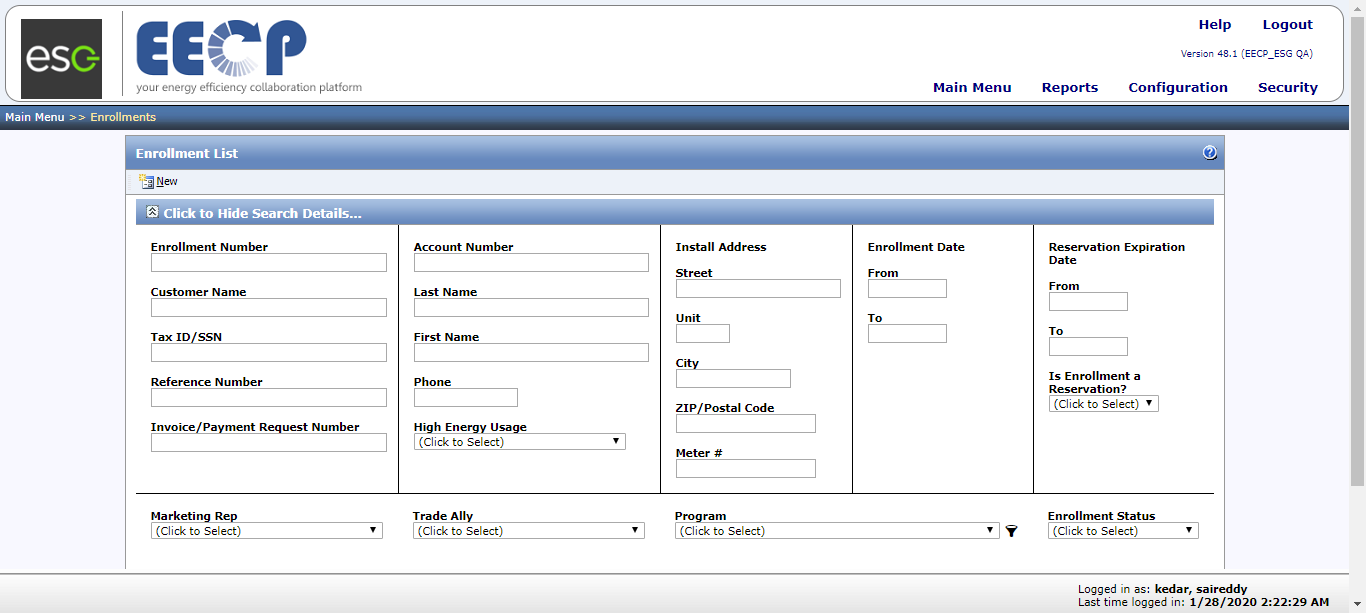 esg
EECP
your energy efficiency collaboration platform
Help Logout
Version 48.1 (EECP_ESG QA)
Main Menu Reports Configuration Security
Main Menu >> Enrollments
Enrollment List
?
New
Click to Hide Search Details...
Enrollment Number
Customer Name
Tax ID/SSN
Reference Number
Invoice/Payment Request Number
Account Number
Last Name
First Name
Phone
High Energy Usage
(Click to Select)
Install Address
Street
Unit
City
ZIP/Postal Code
Meter #
Enrollment Date
From
To
Reservation Expiration
Date
From
To
Is Enrollment a
Reservation?
(Click to Select)
Marketing Rep
(Click to Select)
Trade Ally
(Click to Select)
Program
(Click to Select)
Enrollment Status
(Click to Select)
Logged in as: kedar, saireddy
Last time logged in: 1/28/2020 2:22:29 AM